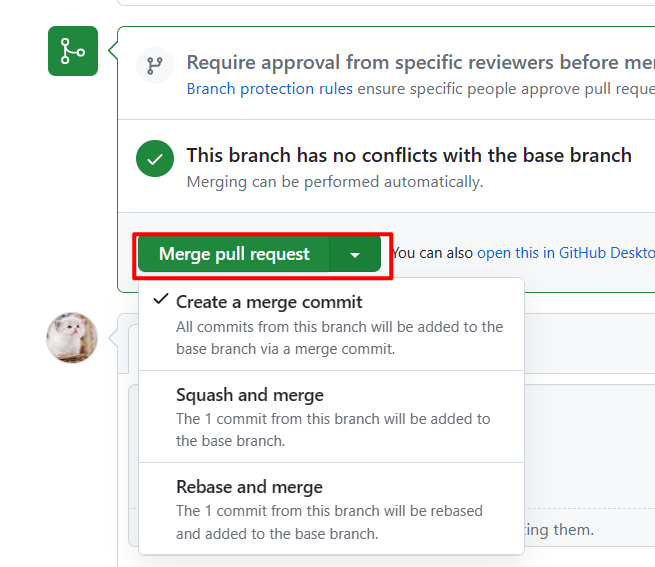 Require approval from specific reviewers before
Branch protection rules ensure specific people approve pull
This branch has no conflicts with the base branch
Merging can be performed automatically.
Merge pull request
You can also open this in GitHub
Create a merge commit
All commits from this branch will be added to the
base branch via a merge commit.
Squash and merge
The 1 commit from this branch will be added to
the base branch.
Rebase and merge
The 1 commit from this branch will be rebased
and added to the base branch.
them.